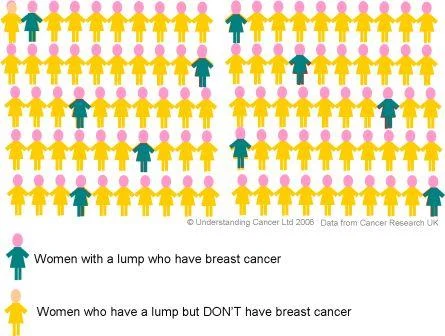 © Understanding Cancer Ltd 2006 Data from Cancer Research UK
Women with a lump who have breast cancer
Women who have a lump but DON'T have breast cancer